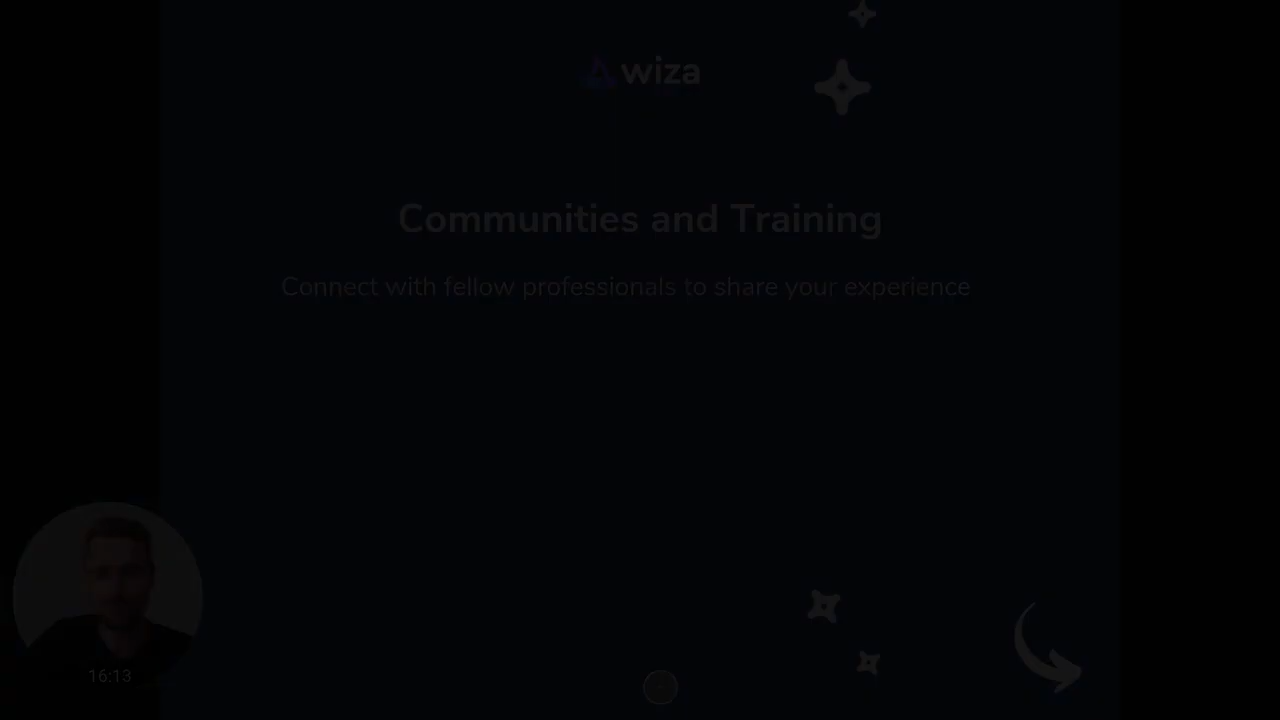 wiza
Communities and Training
Connect with fellow professionals to share your experience
16:13